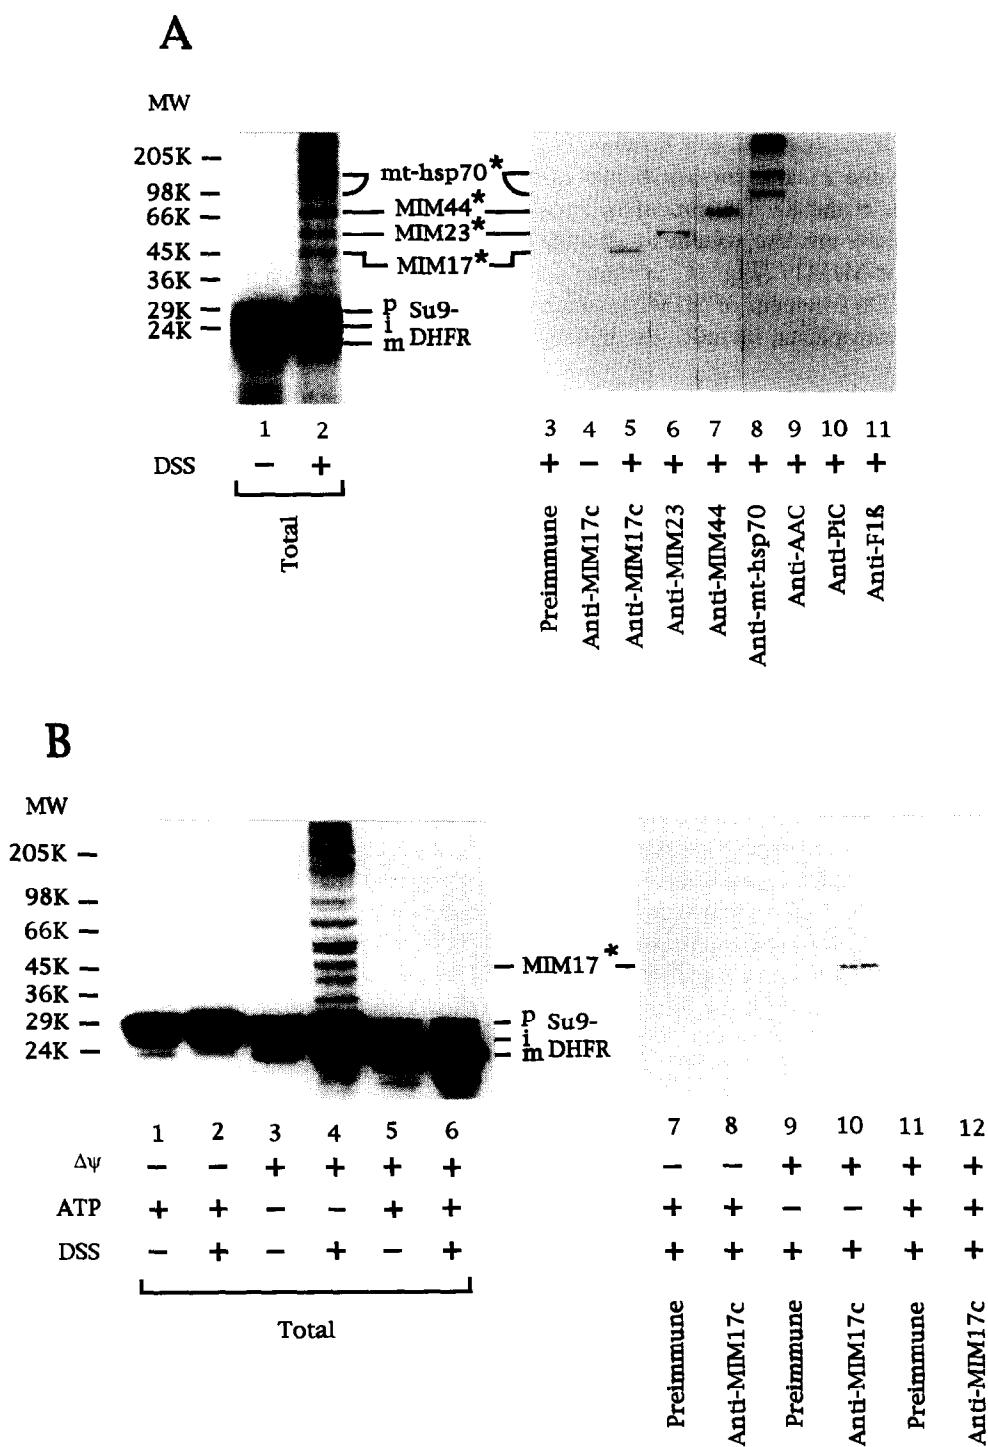 A
MW
205K
98K
66K
45K
36K
29K
24K
mt-hsp70*
MIM44*
MIM23*
MIM17*
p Su9-
i
m DHFR
1 2 3 4 5 6 7 8 9 10 11
DSS − + + − + + + + + + +
Total
Preimmune
Anti-MIM17c
Anti-MIM17c
Anti-MIM23
Anti-MIM44
Anti-mt-hsp70
Anti-AAC
Anti-PiC
Anti-F1ß
B
MW
205K
98K
66K
45K
36K
29K
24K
MIM17*
p Su9-
i
m DHFR
1 2 3 4 5 6 7 8 9 10 11 12
Δψ − − + + + + − − + + + +
ATP + + − − + + + + − − + +
DSS − + − + − + + + + + + +
Total
Preimmune
Anti-MIM17c
Preimmune
Anti-MIM17c
Preimmune
Anti-MIM17c